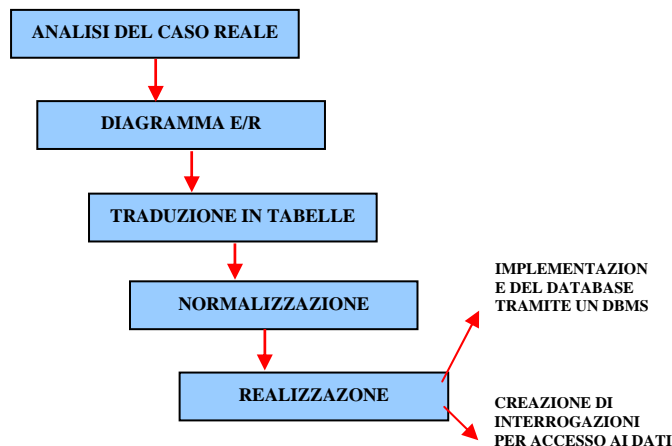 ANALISI DEL CASO REALE
DIAGRAMMA E/R
TRADUZIONE IN TABELLE
NORMALIZZAZIONE
REALIZZAZONE
IMPLEMENTAZION
E DEL DATABASE
TRAMITE UN DBMS
CREAZIONE DI
INTERROGAZIONI
PER ACCESSO AI DATI